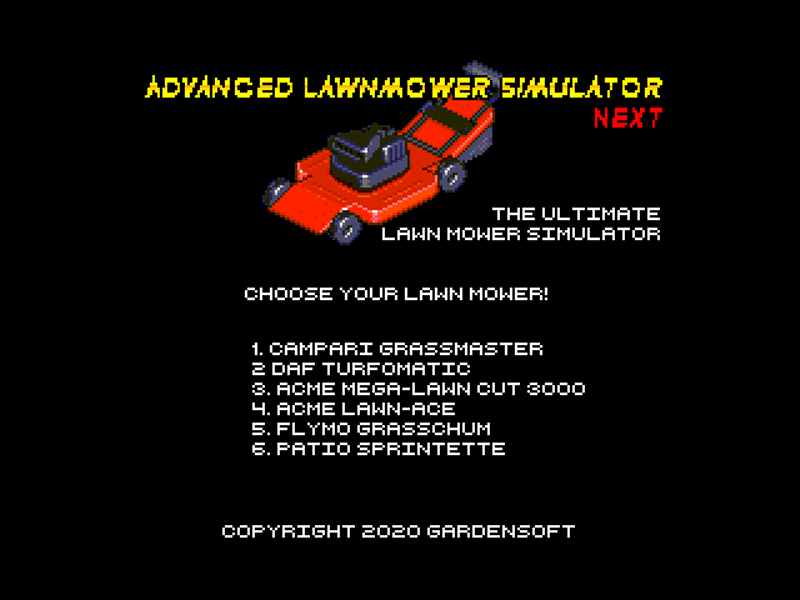 ADVANCED LAWNMOWER SIMULATOR
NEXT
THE ULTIMATE
LAWN MOWER SIMULATOR
CHOOSE YOUR LAWN MOWER!
1. CAMPARI GRASSMASTER
2 DAF TURFOMATIC
3. ACME MEGA-LAWN CUT 3000
4. ACME LAWN-ACE
5. FLYMO GRASSCHUM
6. PATIO SPRINTETTE
COPYRIGHT 2020 GARDENSOFT